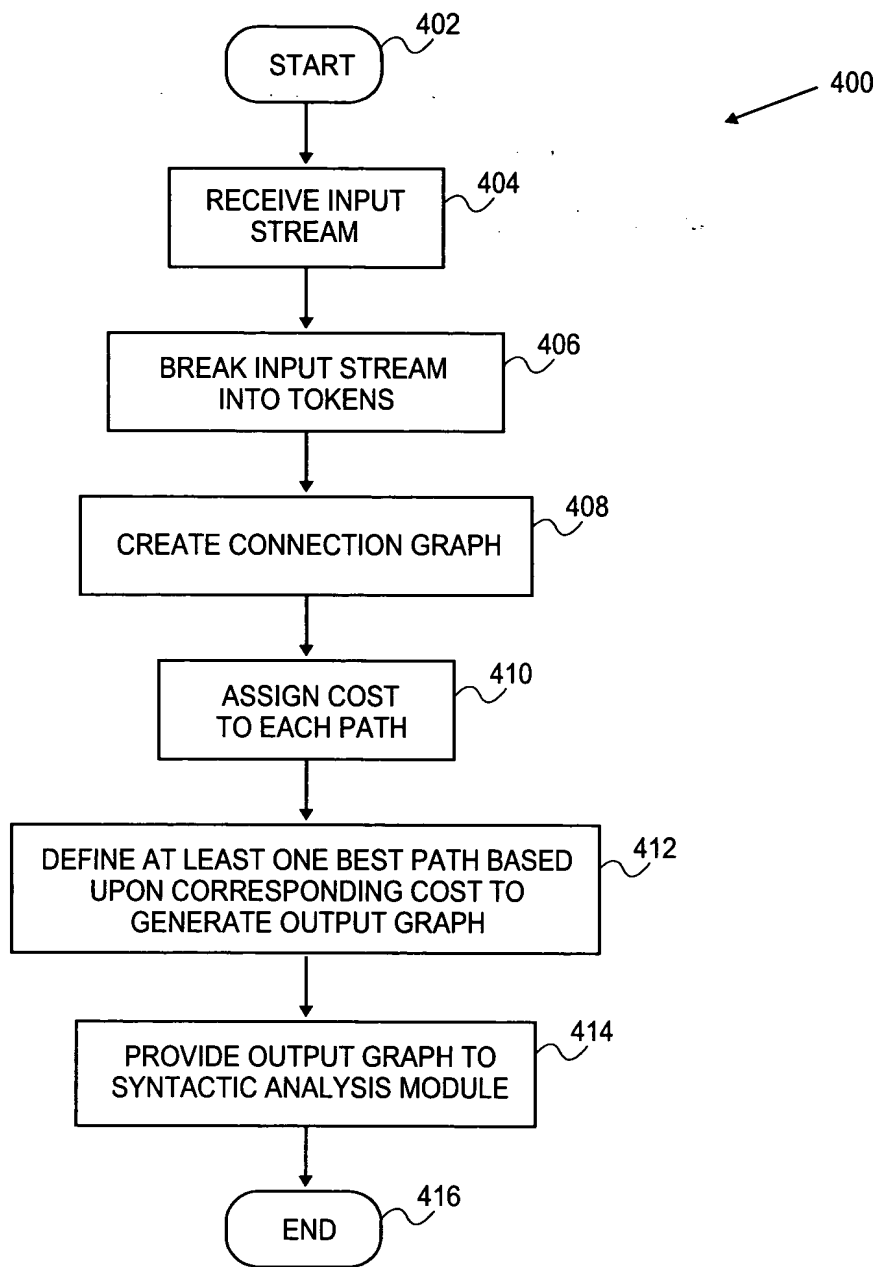 402
START
400
RECEIVE INPUT
STREAM
404
BREAK INPUT STREAM
INTO TOKENS
406
CREATE CONNECTION GRAPH
408
ASSIGN COST
TO EACH PATH
410
DEFINE AT LEAST ONE BEST PATH BASED
UPON CORRESPONDING COST TO
GENERATE OUTPUT GRAPH
412
PROVIDE OUTPUT GRAPH TO
SYNTACTIC ANALYSIS MODULE
414
END
416